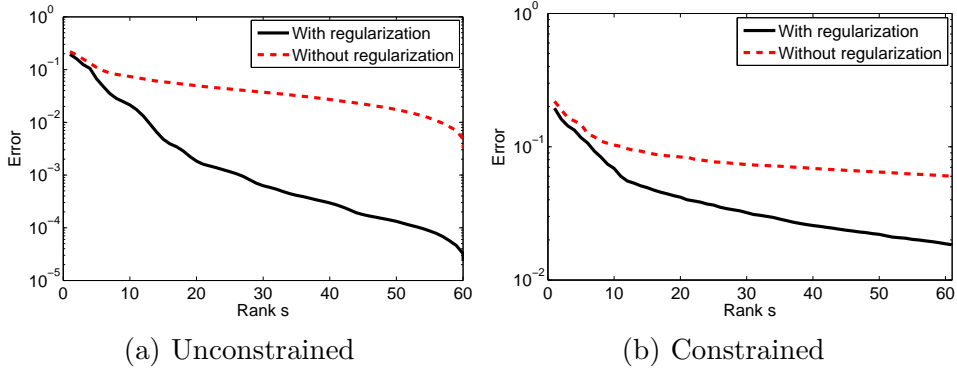 With regularization
Without regularization
Error
10^0
10^-1
10^-2
10^-3
10^-4
10^-5
0 10 20 30 40 50 60
Rank s
(a) Unconstrained
With regularization
Without regularization
Error
10^0
10^-1
10^-2
0 10 20 30 40 50 60
Rank s
(b) Constrained